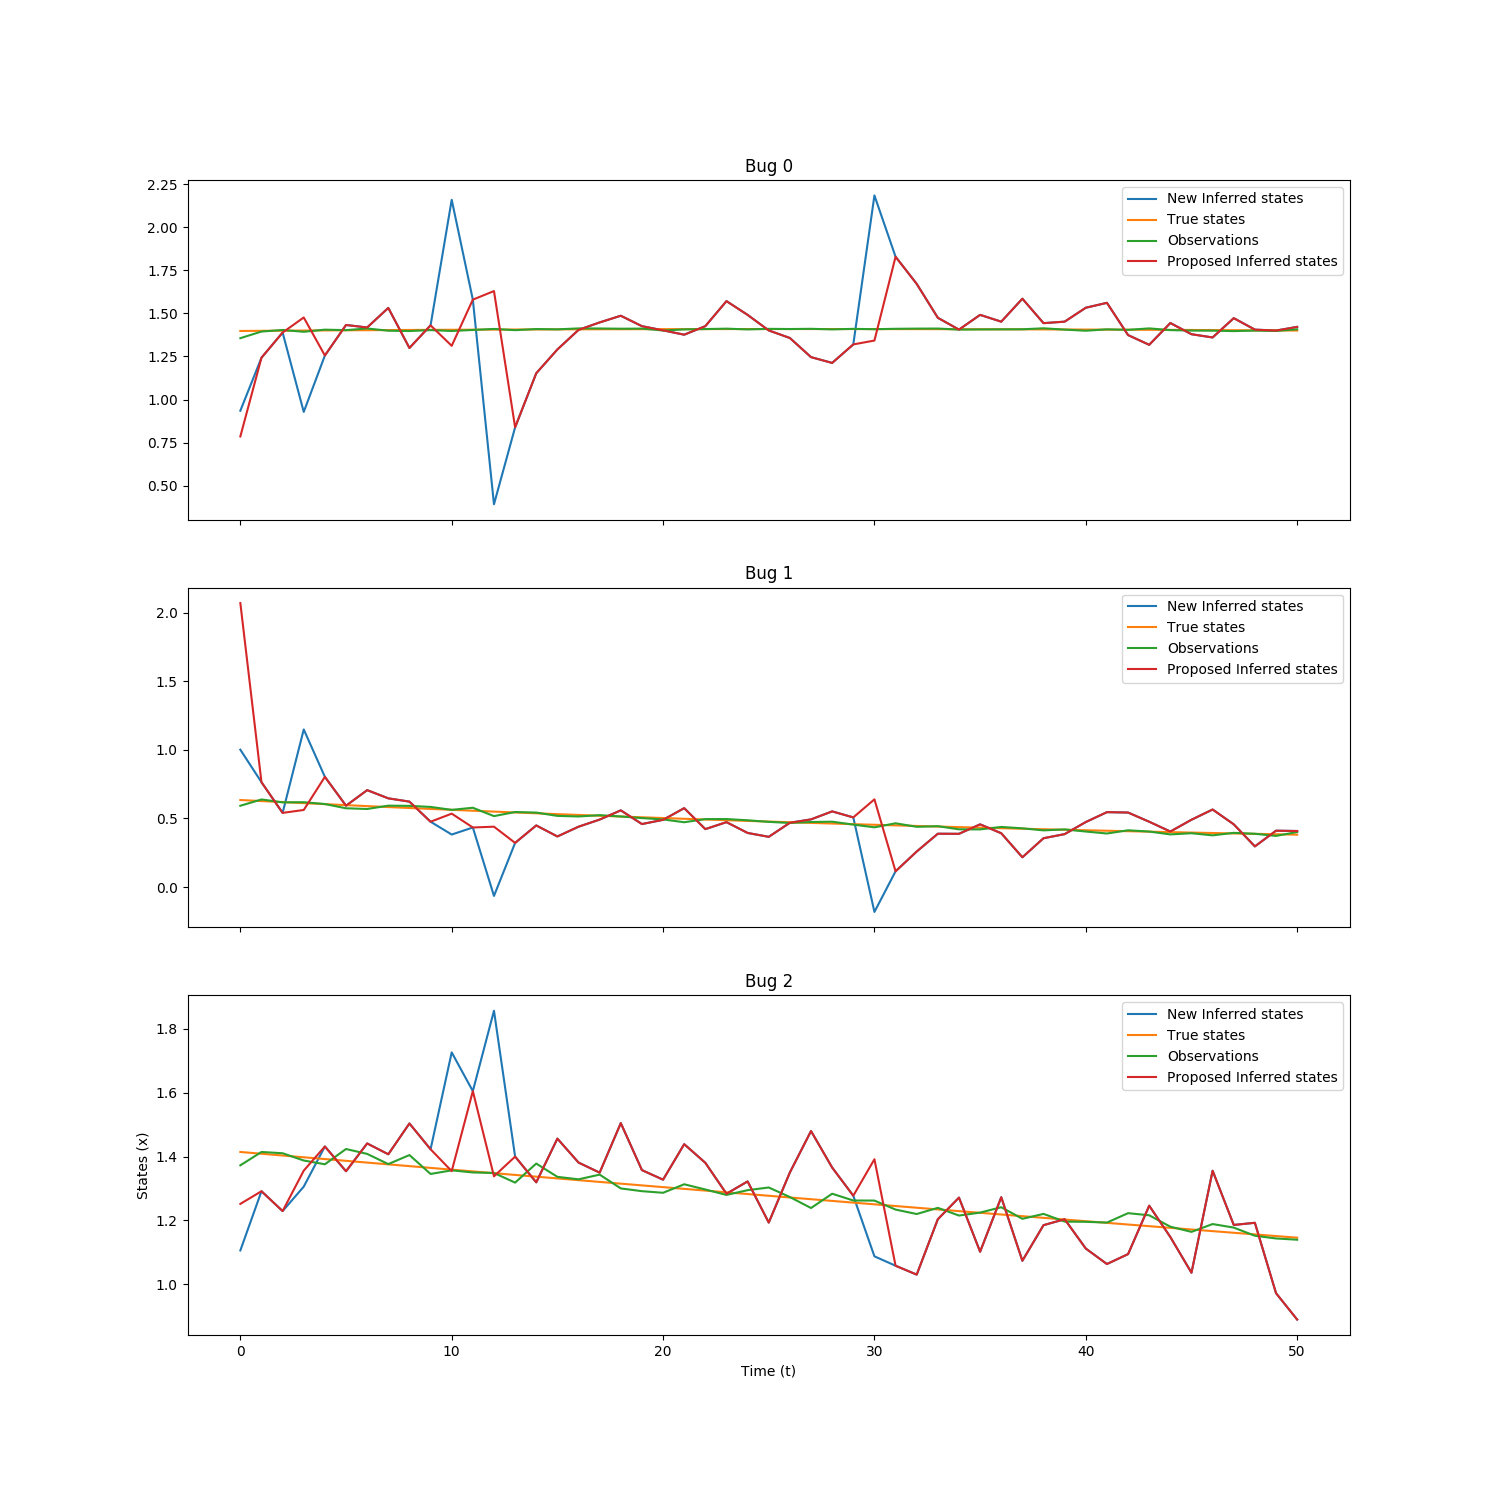 Bug 0
2.25
2.00
1.75
1.50
1.25
1.00
0.75
0.50
New Inferred states
True states
Observations
Proposed Inferred states
Bug 1
2.0
1.5
1.0
0.5
0.0
New Inferred states
True states
Observations
Proposed Inferred states
Bug 2
States (x)
1.8
1.6
1.4
1.2
1.0
New Inferred states
True states
Observations
Proposed Inferred states
0 10 20 30 40 50
Time (t)